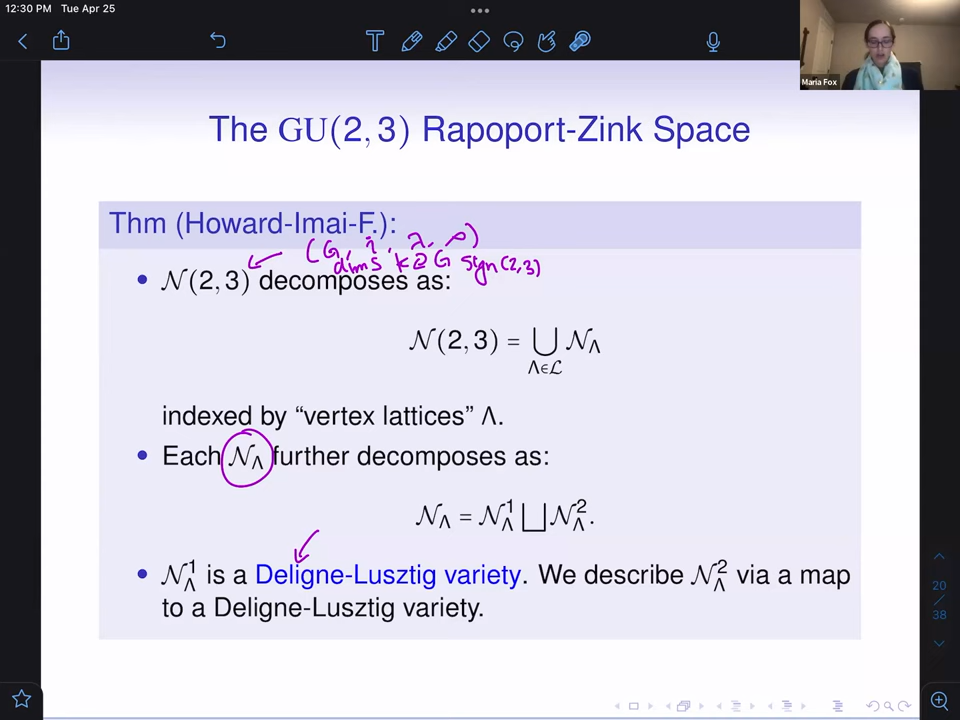 12:30 PM Tue Apr 25
Maria Fox
The GU(2, 3) Rapoport-Zink Space
Thm (Howard-Imai-F.):
(G, i, λ, ρ)
dim 5 k2G sign(2,3)
• 𝒩(2, 3) decomposes as:
𝒩(2, 3) = ⋃ 𝒩_Λ
Λ∈ℒ
indexed by “vertex lattices” Λ.
• Each 𝒩_Λ further decomposes as:
𝒩_Λ = 𝒩_Λ^1 ⨆ 𝒩_Λ^2.
• 𝒩_Λ^1 is a Deligne-Lusztig variety. We describe 𝒩_Λ^2 via a map
to a Deligne-Lusztig variety.
20
/
38